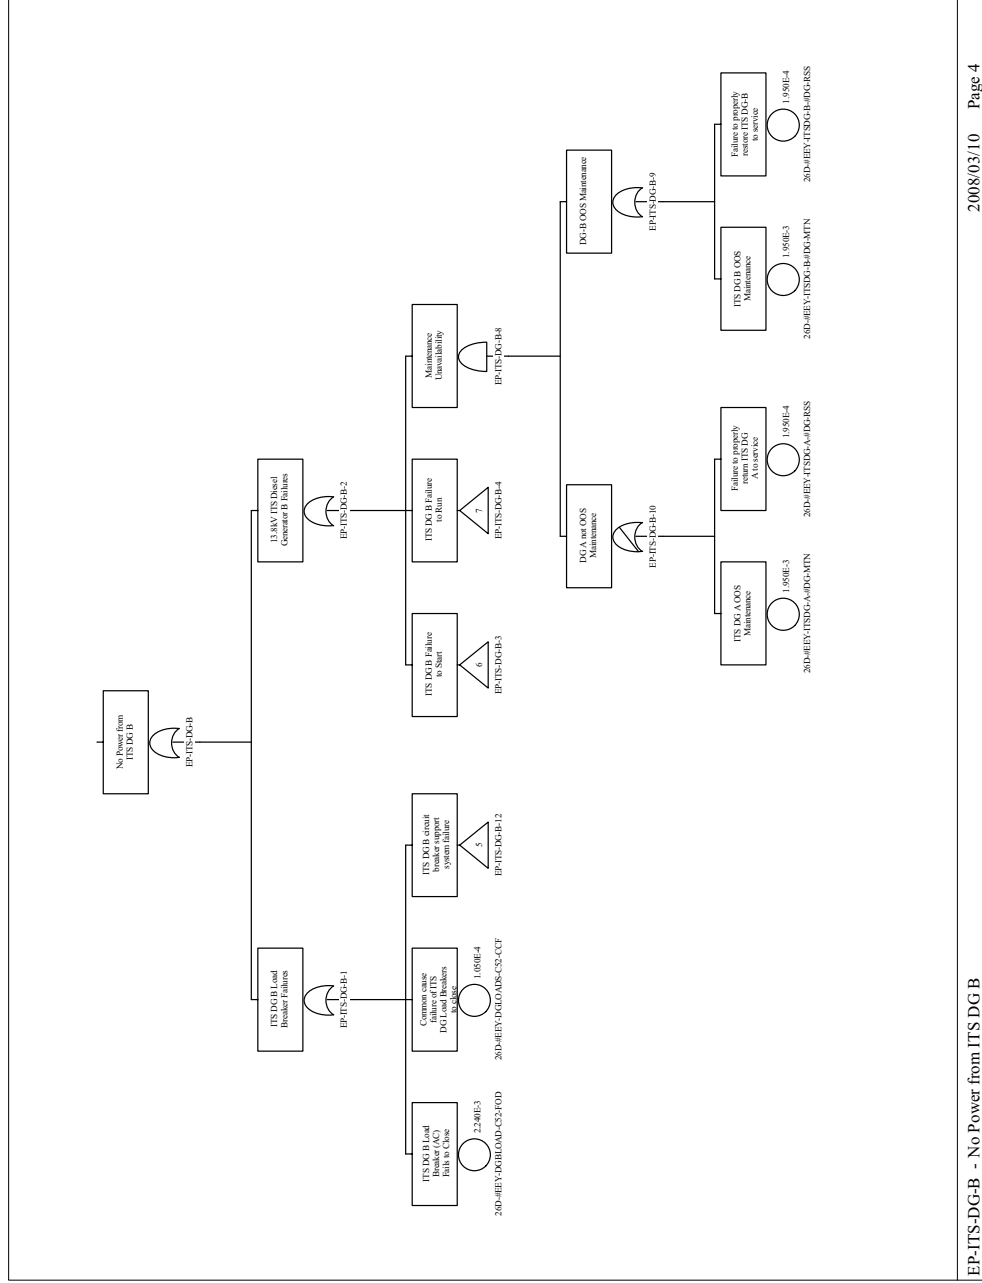 No Power from
ITS DG B
EP-ITS-DG-B
ITS DG B Load
Breaker Failures
EP-ITS-DG-B-1
13.8kV ITS Diesel
Generator B Failures
EP-ITS-DG-B-2
ITS DG B Load
Breaker (AC)
Fails to Close
2.240E-3
26D-#EEY-DGBLOAD-C52-FOD
Common cause
failure of ITS
DG Load Breakers
to close
1.050E-4
26D-#EEY-DGLOADS-C52-CCF
ITS DG B circuit
breaker support
system failure
5
EP-ITS-DG-B-12
ITS DG B Failure
to Start
6
EP-ITS-DG-B-3
ITS DG B Failure
to Run
7
EP-ITS-DG-B-4
Maintenance
Unavailability
EP-ITS-DG-B-8
DG A not OOS
Maintenance
EP-ITS-DG-B-10
DG-B OOS Maintenance
EP-ITS-DG-B-9
ITS DG A OOS
Maintenance
1.950E-3
26D-#EEY-ITSDG-A-#DG-MTN
Failure to properly
return ITS DG
A to service
1.950E-4
26D-#EEY-ITSDG-A-#DG-RSS
ITS DG B OOS
Maintenance
1.950E-3
26D-#EEY-ITSDG-B-#DG-MTN
Failure to properly
restore ITS DG-B
to service
1.950E-4
26D-#EEY-ITSDG-B-#DG-RSS
EP-ITS-DG-B - No Power from ITS DG B
2008/03/10 Page 4